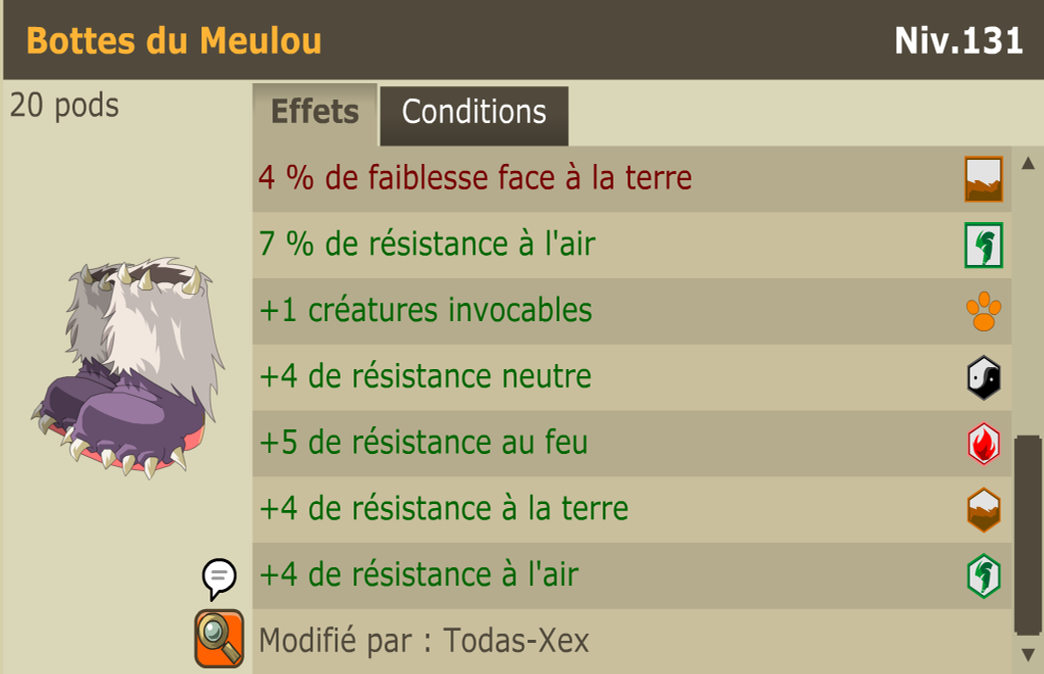 Bottes du Meulou
Niv.131
20 pods
Effets
Conditions
4 % de faiblesse face à la terre
7 % de résistance à l'air
+1 créatures invocables
+4 de résistance neutre
+5 de résistance au feu
+4 de résistance à la terre
+4 de résistance à l'air
Modifié par : Todas-Xex